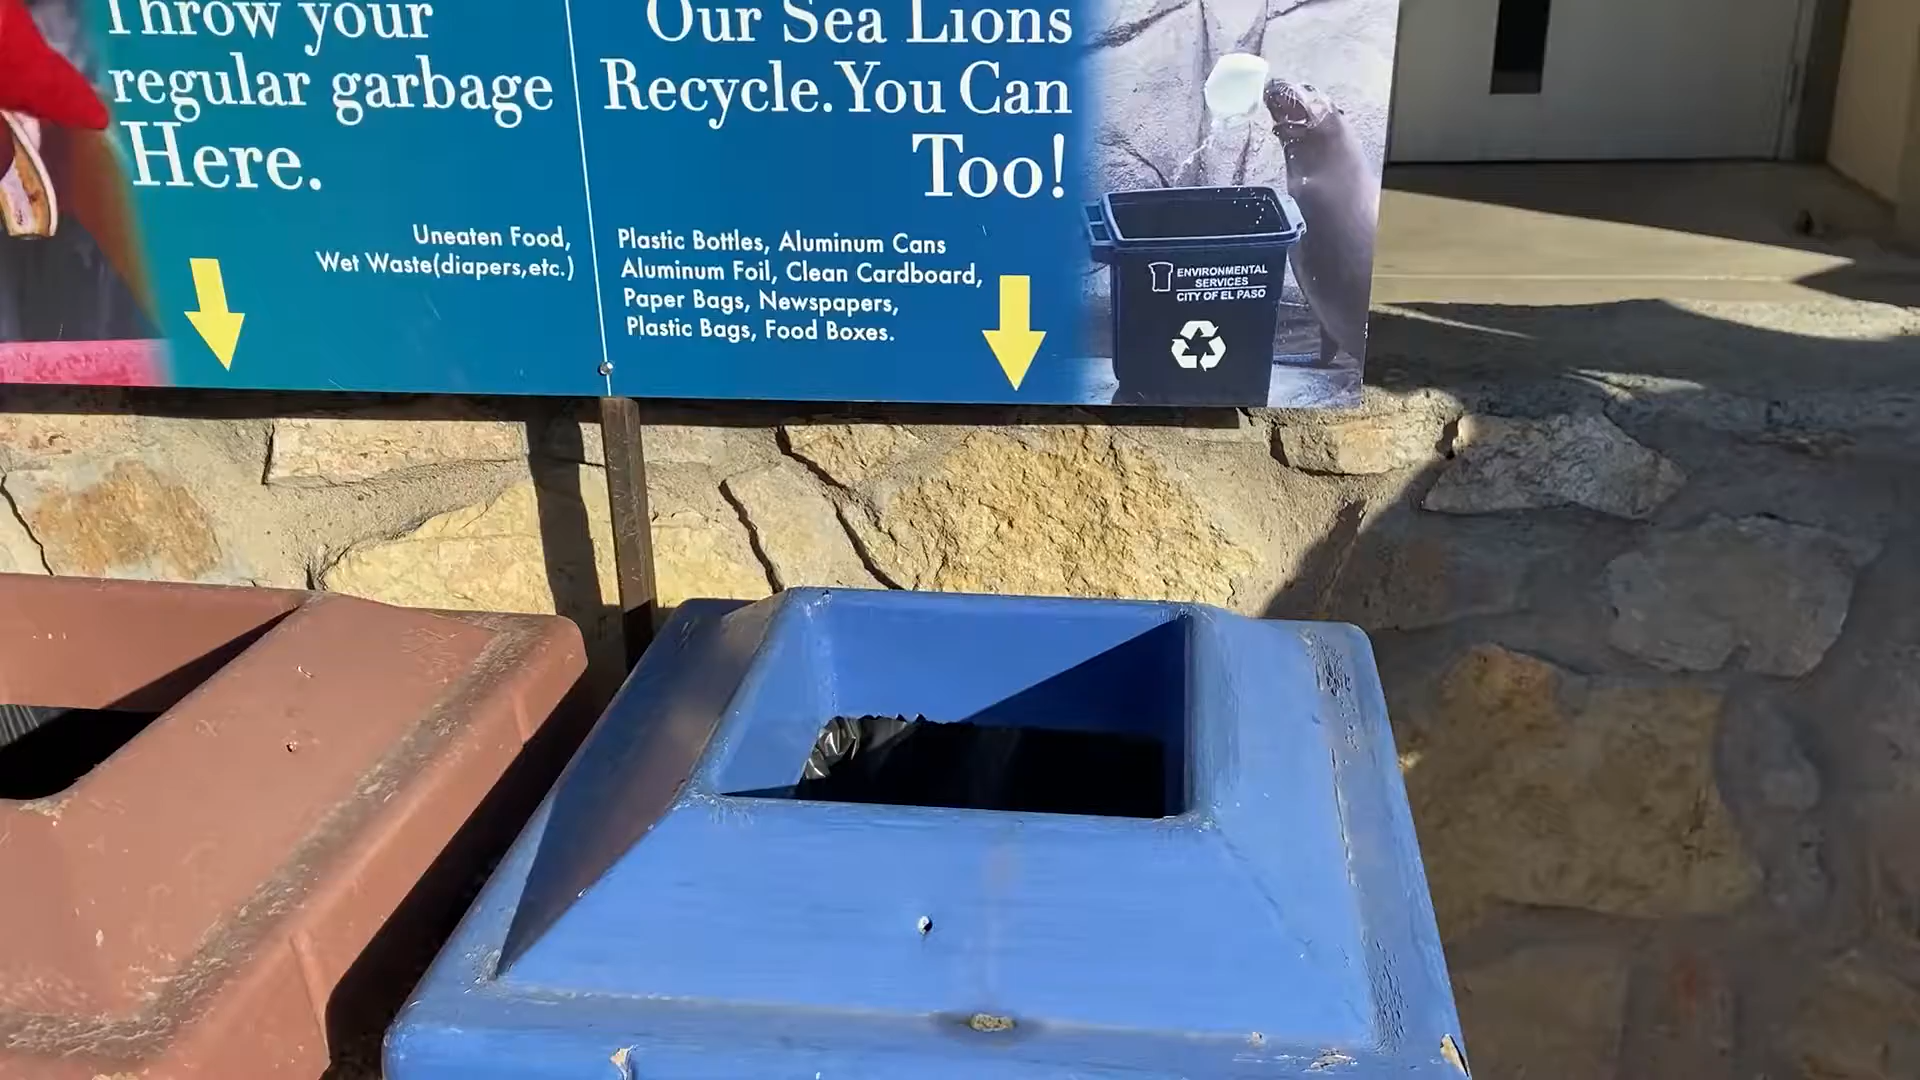 Throw your
regular garbage
Here.
Uneaten Food,
Wet Waste(diapers,etc.)
Our Sea Lions
Recycle. You Can
Too!
Plastic Bottles, Aluminum Cans
Aluminum Foil, Clean Cardboard,
Paper Bags, Newspapers,
Plastic Bags, Food Boxes.
ENVIRONMENTAL
SERVICES
CITY OF EL PASO